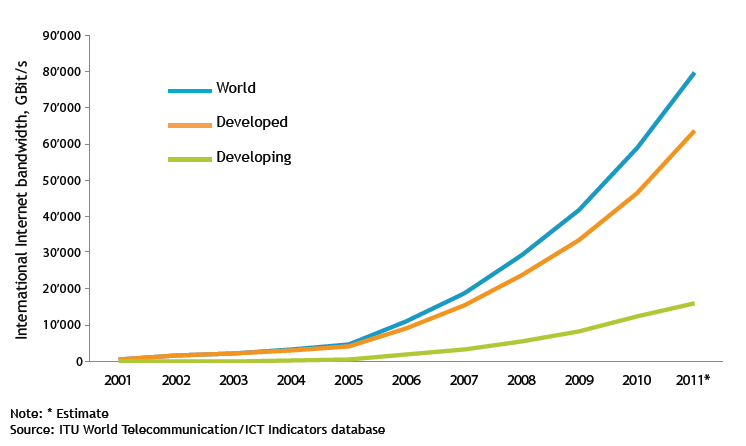 International Internet bandwidth, GBit/s
90’000
80’000
70’000
60’000
50’000
40’000
30’000
20’000
10’000
0
World
Developed
Developing
2001 2002 2003 2004 2005 2006 2007 2008 2009 2010 2011*
Note: * Estimate
Source: ITU World Telecommunication/ICT Indicators database